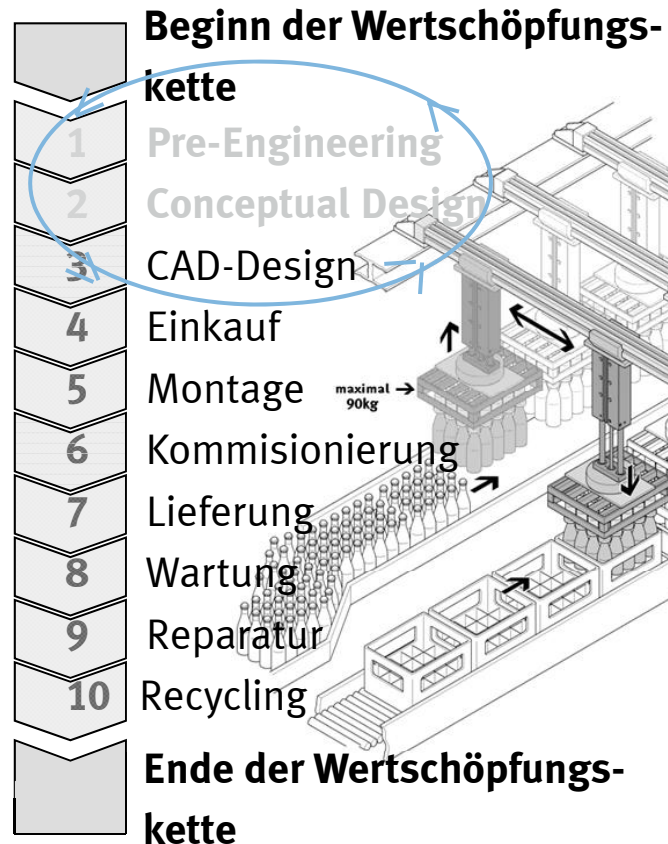 Beginn der Wertschöpfungs-
kette
1 Pre-Engineering
2 Conceptual Design
3 CAD-Design
4 Einkauf
5 Montage
maximal
90kg
6 Kommisionierung
7 Lieferung
8 Wartung
9 Reparatur
10 Recycling
Ende der Wertschöpfungs-
kette